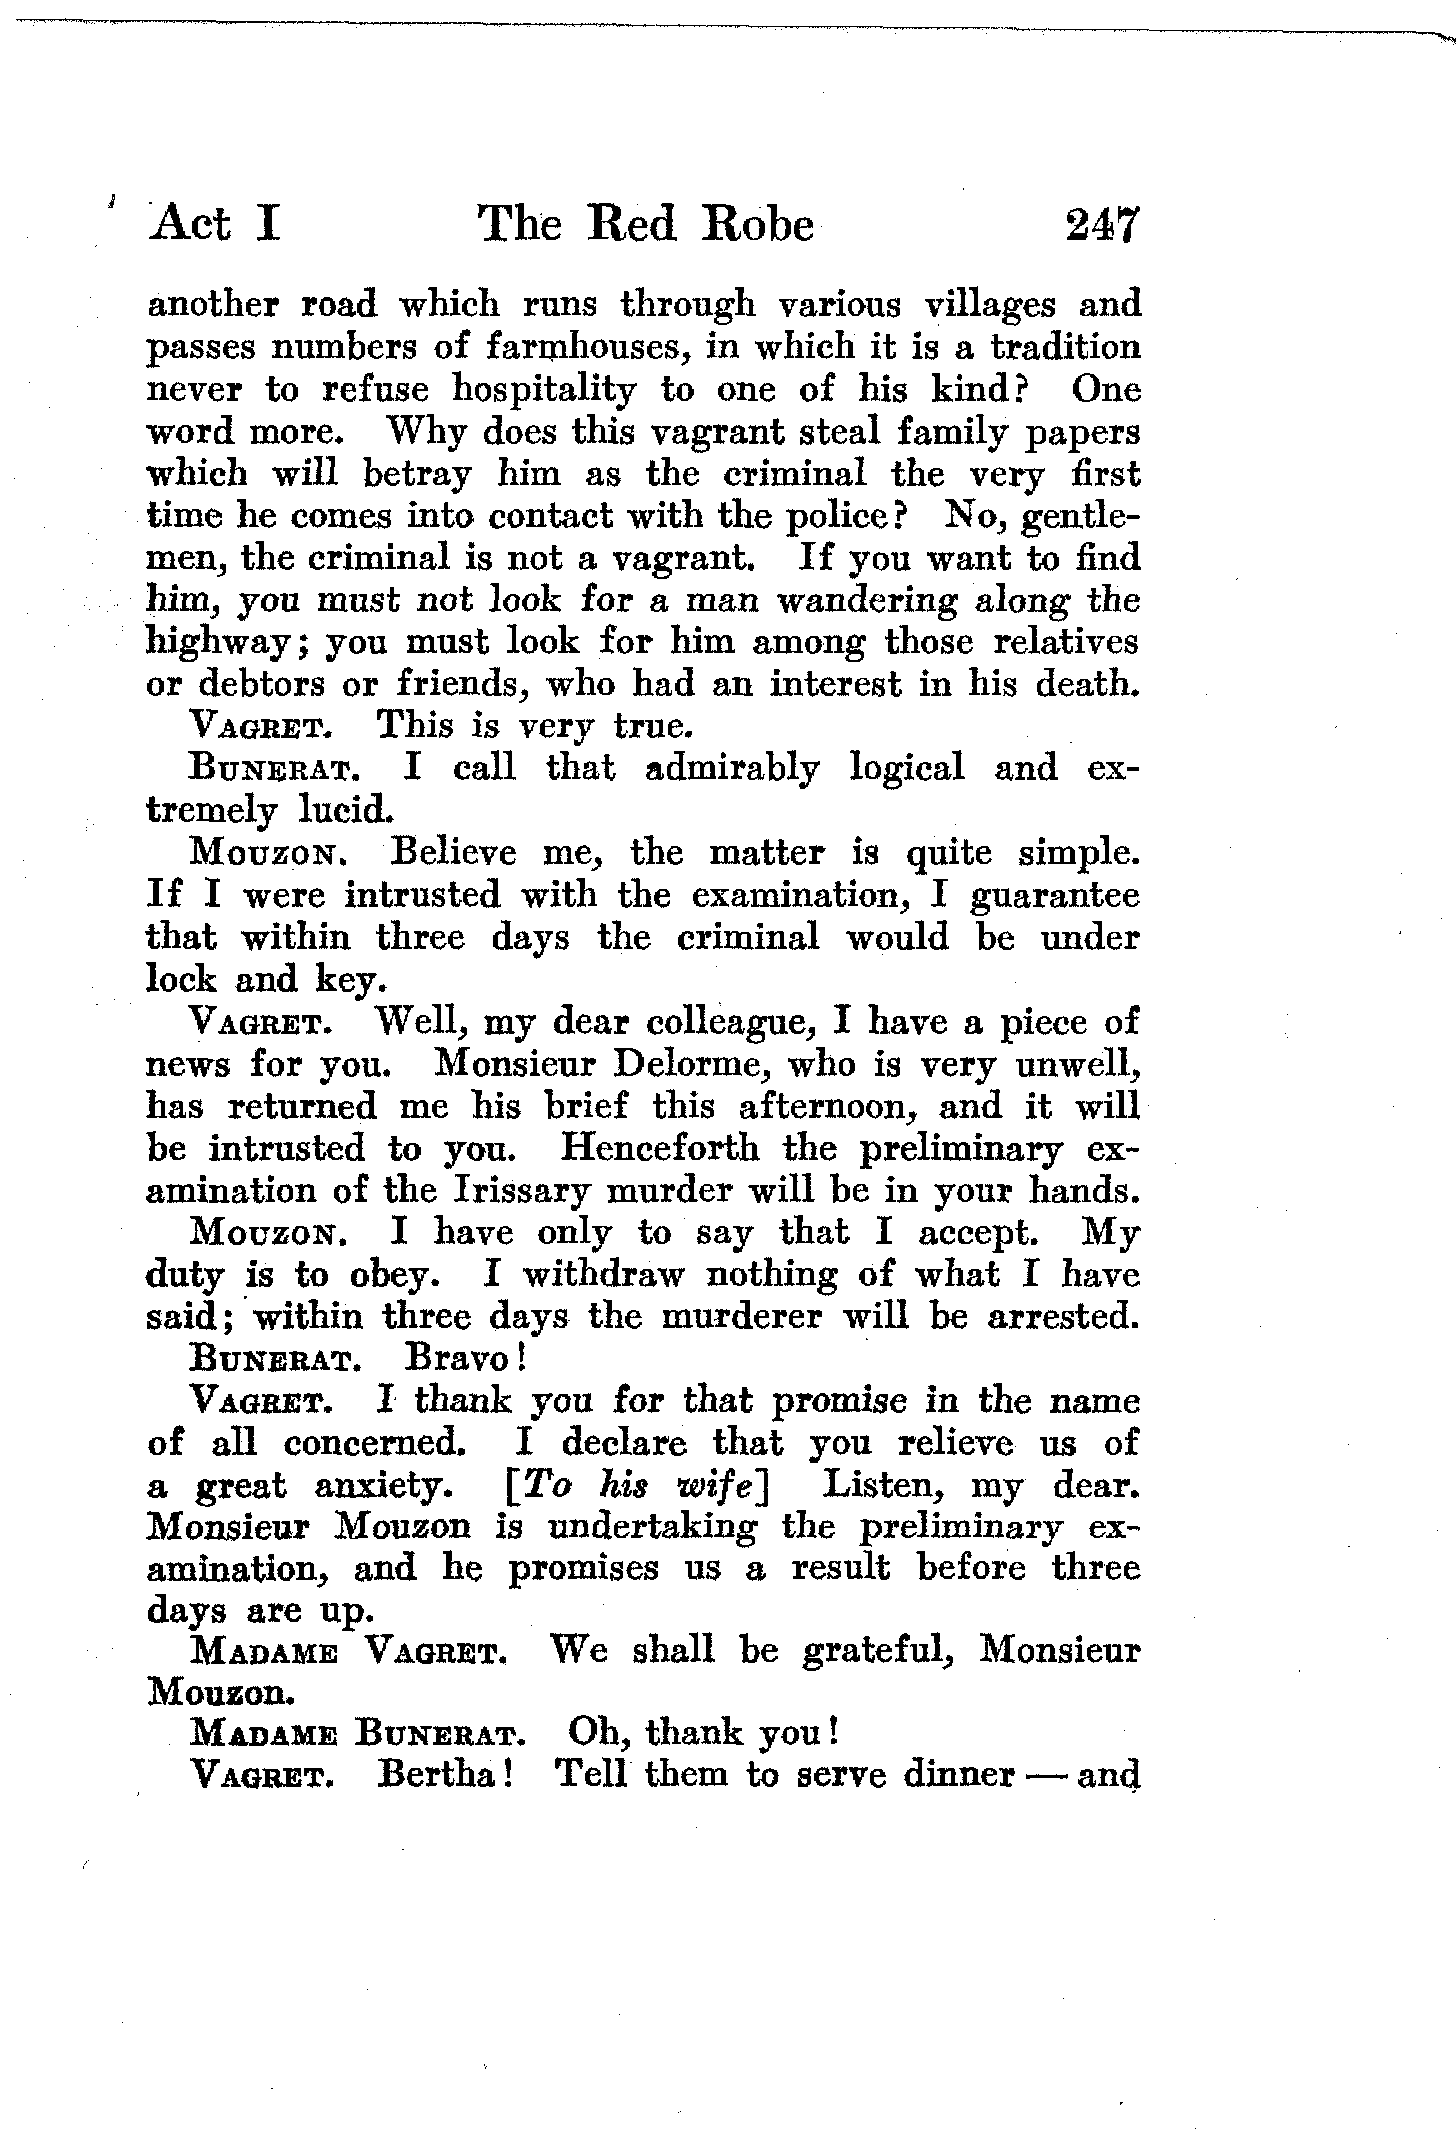 Act I The Red Robe 247
another road which runs through various villages and
passes numbers of farmhouses, in which it is a tradition
never to refuse hospitality to one of his kind? One
word more. Why does this vagrant steal family papers
which will betray him as the criminal the very first
time he comes into contact with the police? No, gentle-
men, the criminal is not a vagrant. If you want to find
him, you must not look for a man wandering along the
highway; you must look for him among those relatives
or debtors or friends, who had an interest in his death.
VAGRET. This is very true.
BUNERAT. I call that admirably logical and ex-
tremely lucid.
MOUZON. Believe me, the matter is quite simple.
If I were intrusted with the examination, I guarantee
that within three days the criminal would be under
lock and key.
VAGRET. Well, my dear colleague, I have a piece of
news for you. Monsieur Delorme, who is very unwell,
has returned me his brief this afternoon, and it will
be intrusted to you. Henceforth the preliminary ex-
amination of the Irissary murder will be in your hands.
MOUZON. I have only to say that I accept. My
duty is to obey. I withdraw nothing of what I have
said; within three days the murderer will be arrested.
BUNERAT. Bravo!
VAGRET. I thank you for that promise in the name
of all concerned. I declare that you relieve us of
a great anxiety. [To his wife] Listen, my dear.
Monsieur Mouzon is undertaking the preliminary ex-
amination, and he promises us a result before three
days are up.
MADAME VAGRET. We shall be grateful, Monsieur
Mouzon.
MADAME BUNERAT. Oh, thank you!
VAGRET. Bertha! Tell them to serve dinner — and